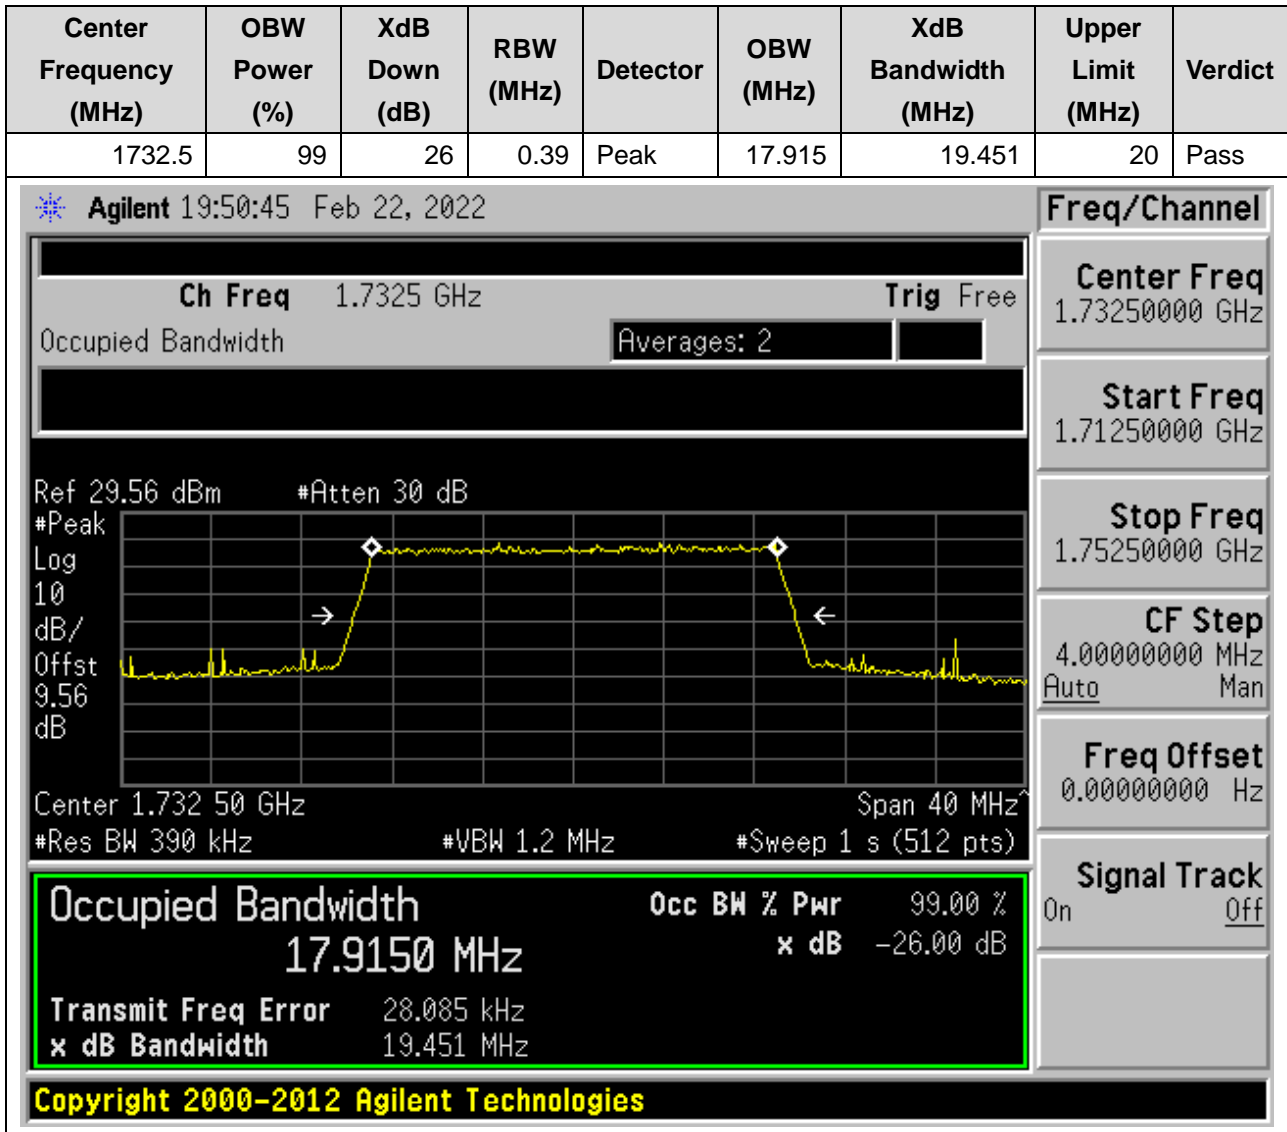 Center Frequency (MHz) OBW Power (%) XdB Down (dB) RBW (MHz) Detector OBW (MHz) XdB Bandwidth (MHz) Upper Limit (MHz) Verdict
1732.5 99 26 0.39 Peak 17.915 19.451 20 Pass
Agilent 19:50:45 Feb 22, 2022
Freq/Channel
Ch Freq 1.7325 GHz Trig Free
Occupied Bandwidth Averages: 2
Ref 29.56 dBm #Atten 30 dB
#Peak
Log
10
dB/
Offst
9.56
dB
Center 1.732 50 GHz Span 40 MHz^
#Res BW 390 kHz #VBW 1.2 MHz #Sweep 1 s (512 pts)
Occupied Bandwidth Occ BW % Pwr 99.00 %
17.9150 MHz x dB -26.00 dB
Transmit Freq Error 28.085 kHz
x dB Bandwidth 19.451 MHz
Center Freq
1.73250000 GHz
Start Freq
1.71250000 GHz
Stop Freq
1.75250000 GHz
CF Step
4.00000000 MHz
Auto Man
Freq Offset
0.00000000 Hz
Signal Track
On Off
Copyright 2000-2012 Agilent Technologies